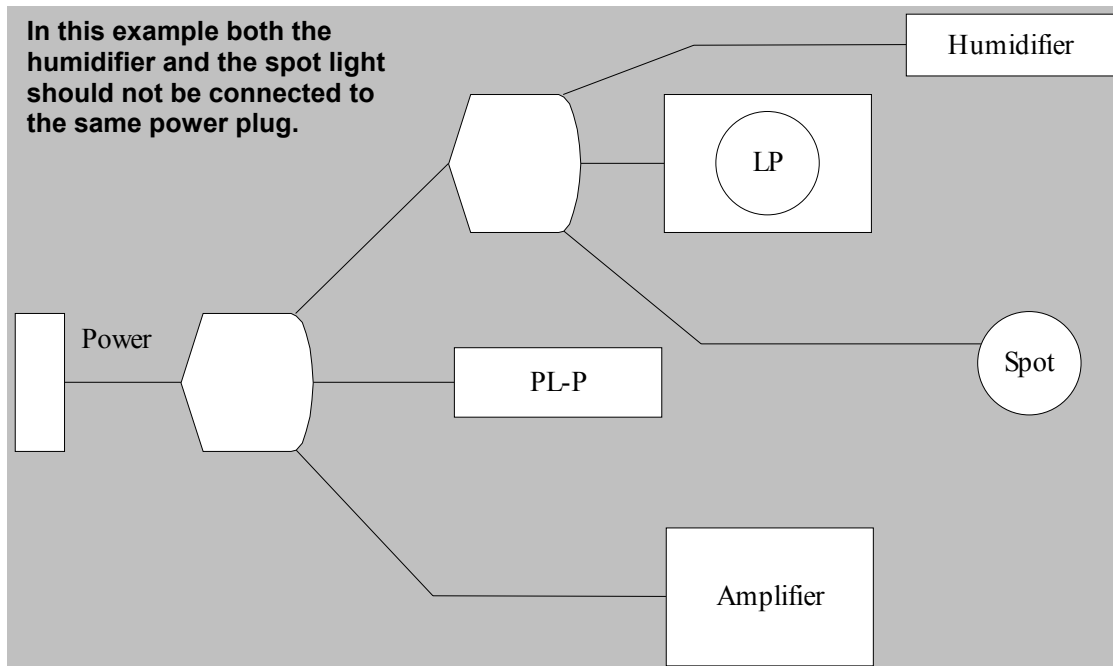 In this example both the
humidifier and the spot light
should not be connected to
the same power plug.
Humidifier
LP
Power
PL-P
Spot
Amplifier